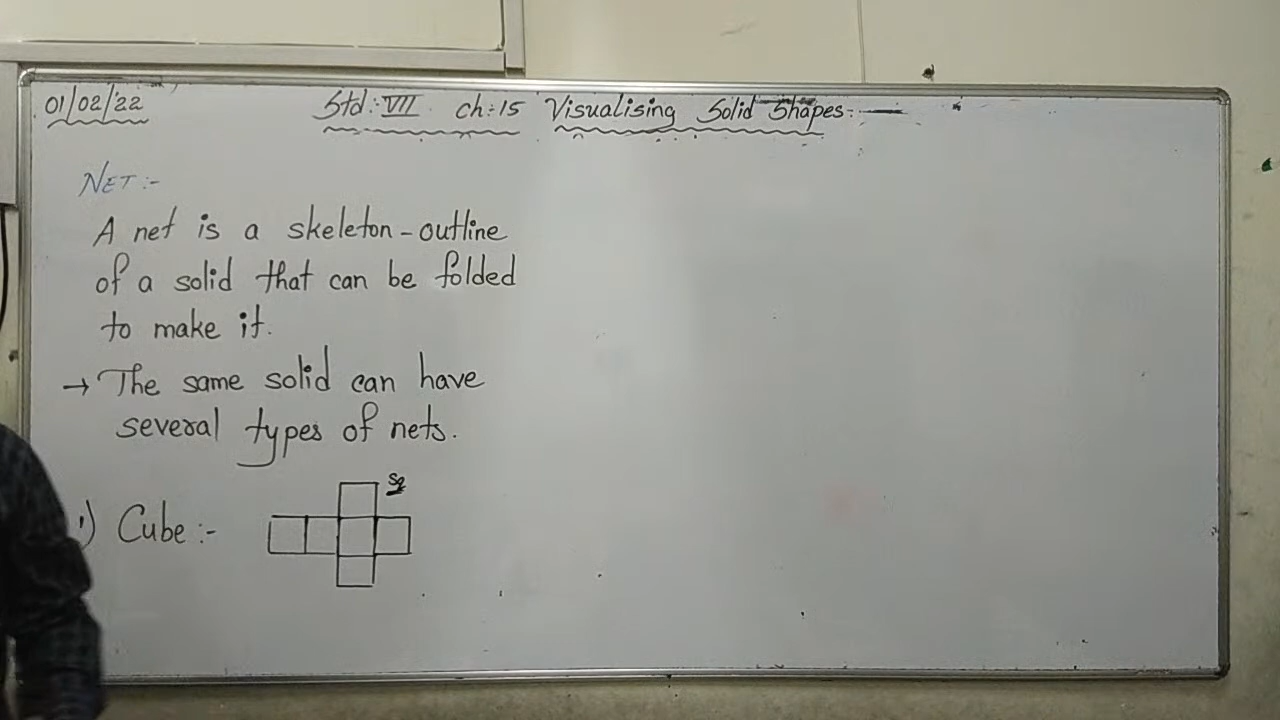 01/02/22 Std:VII ch:15 Visualising Solid Shapes:-
NET:-
A net is a skeleton-outline
of a solid that can be folded
to make it.
→ The same solid can have
several types of nets.
Sq
1) Cube:-